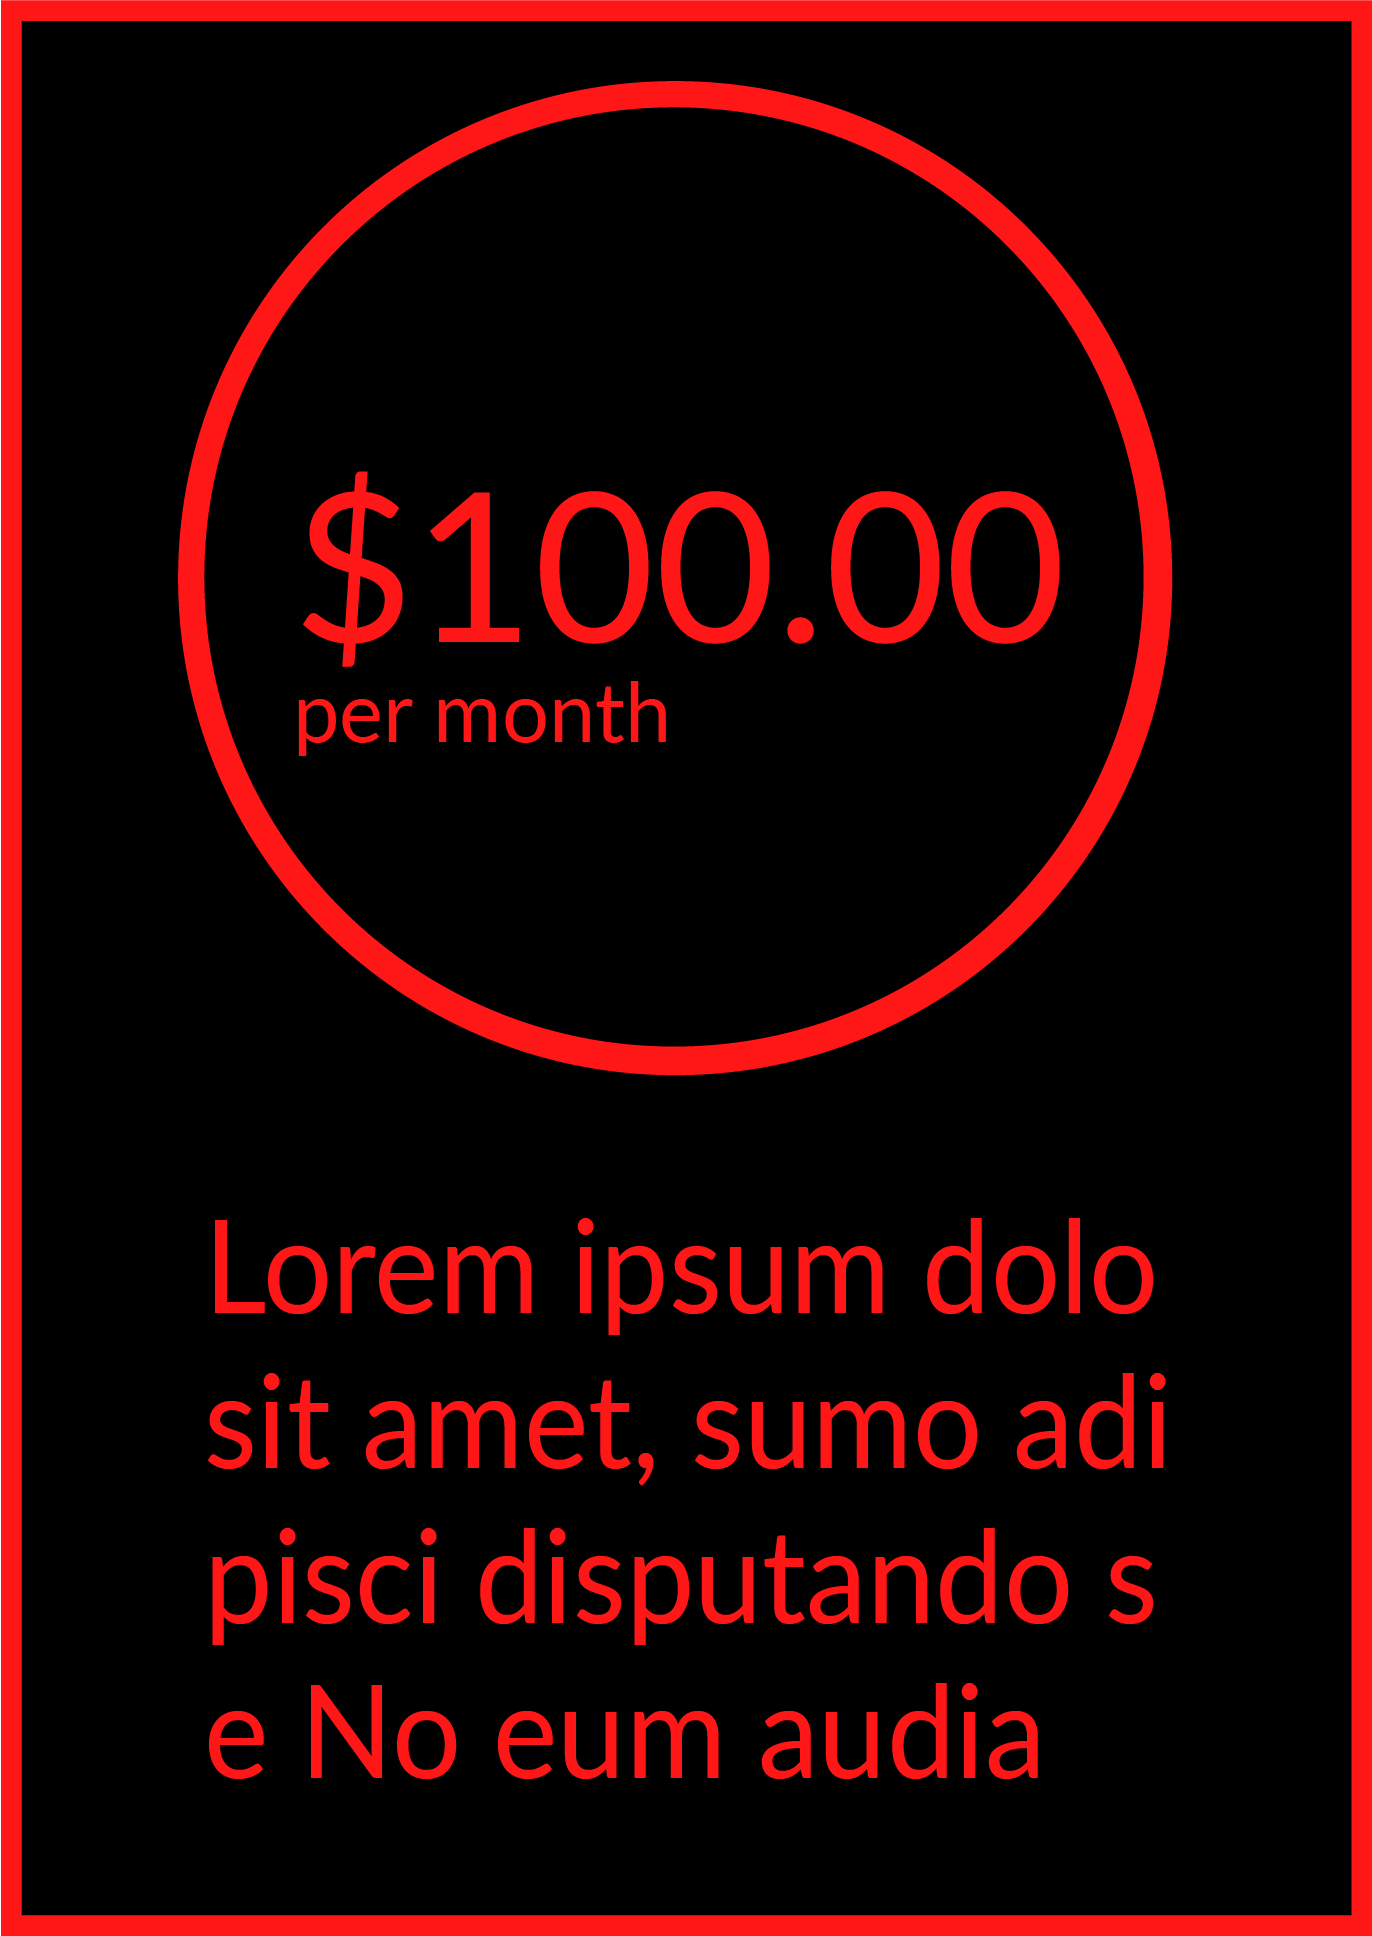 $100.00
per month
Lorem ipsum dolo
sit amet, sumo adi
pisci disputando s
e No eum audia